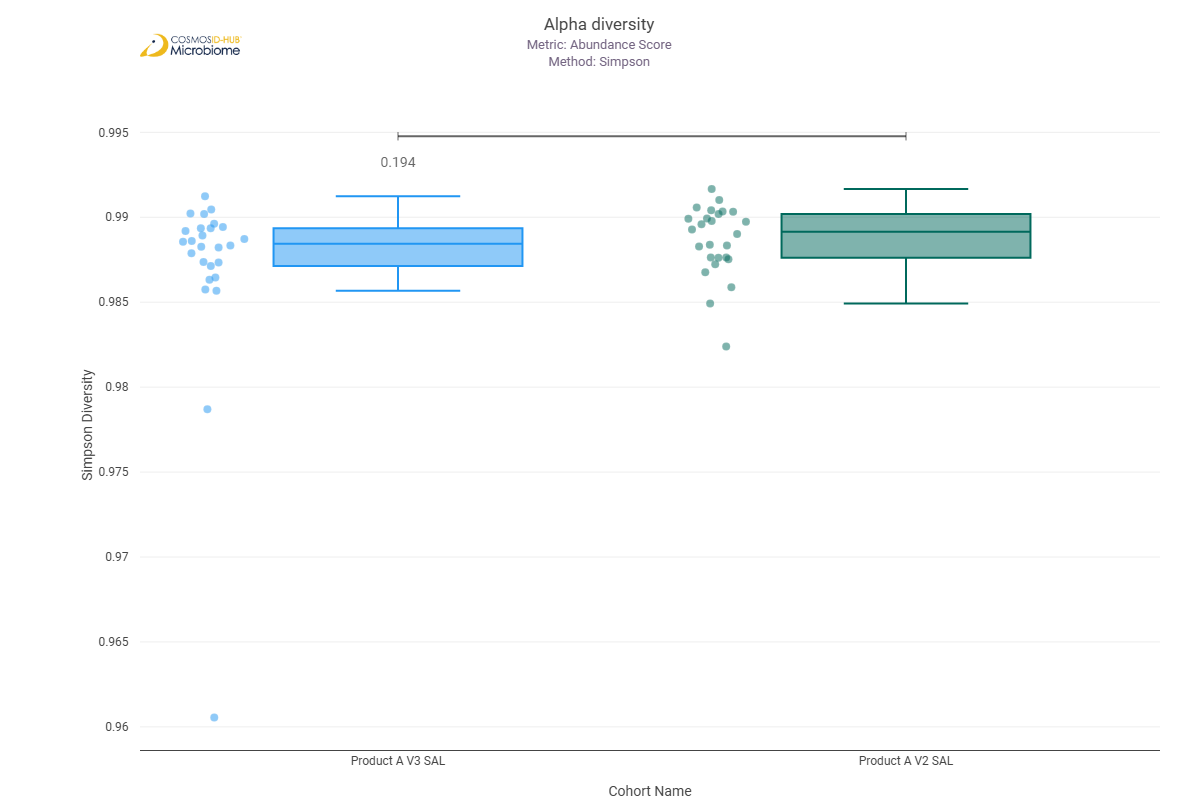 Alpha diversity
Metric: Abundance Score
Method: Simpson
COSMOSID-HUB
Microbiome
0.995
0.194
0.99
0.985
0.98
Simpson Diversity
0.975
0.97
0.965
0.96
Product A V3 SAL
Product A V2 SAL
Cohort Name